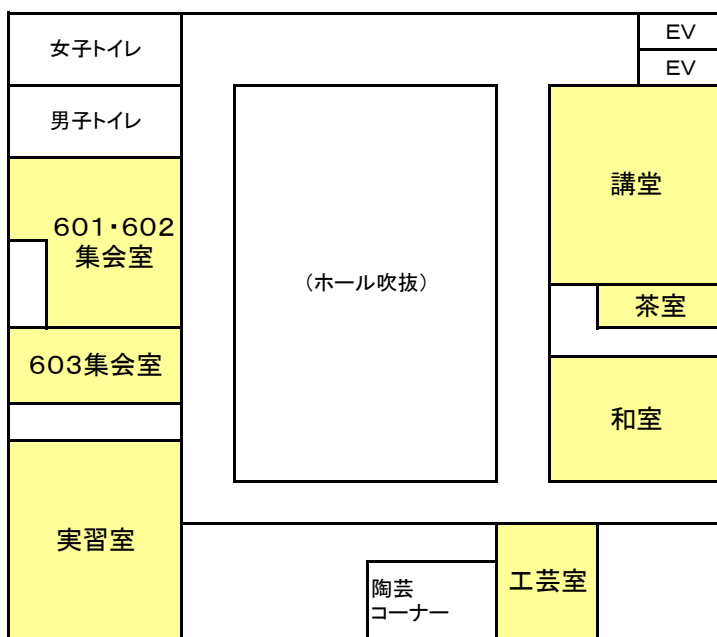 女子トイレ
EV
EV
男子トイレ
講堂
601・602
集会室
(ホール吹抜)
茶室
603集会室
和室
実習室
陶芸
コーナー
工芸室